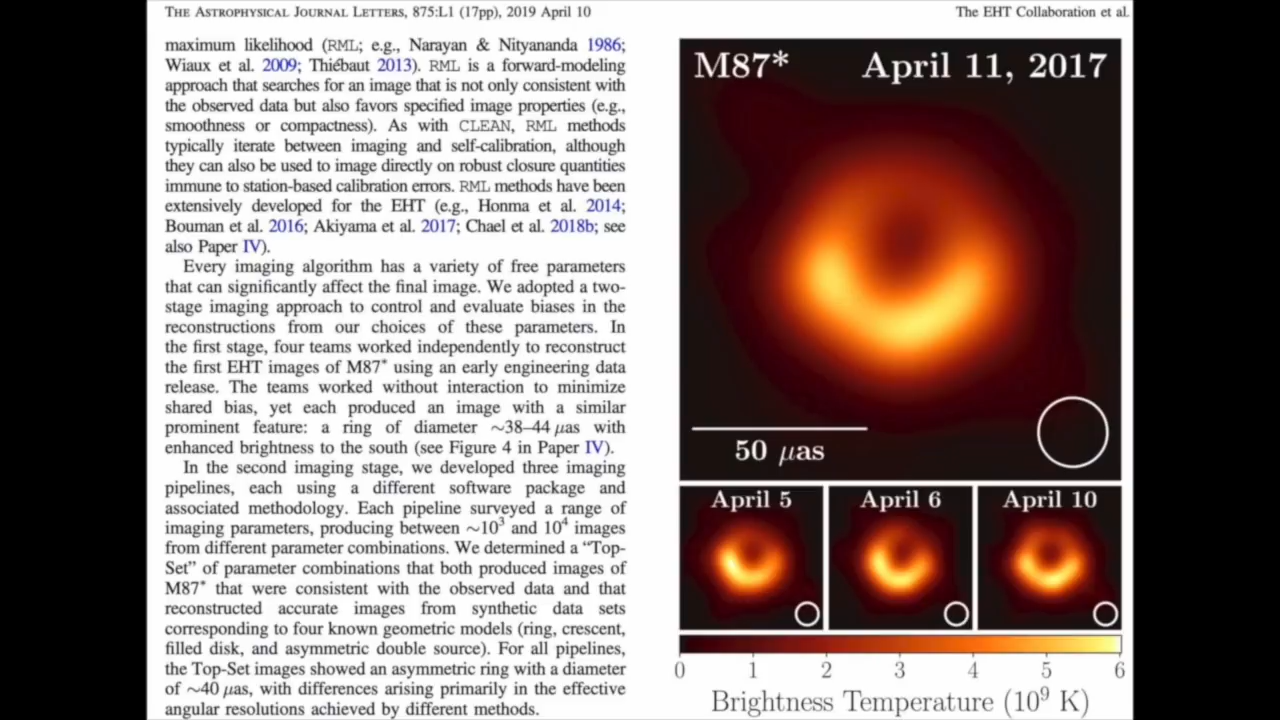 THE ASTROPHYSICAL JOURNAL LETTERS, 875:L1 (17pp), 2019 April 10
The EHT Collaboration et al.
maximum likelihood (RML; e.g., Narayan & Nityananda 1986;
Wiaux et al. 2009; Thiébaut 2013). RML is a forward-modeling
approach that searches for an image that is not only consistent with
the observed data but also favors specified image properties (e.g.,
smoothness or compactness). As with CLEAN, RML methods
typically iterate between imaging and self-calibration, although
they can also be used to image directly on robust closure quantities
immune to station-based calibration errors. RML methods have been
extensively developed for the EHT (e.g., Honma et al. 2014;
Bouman et al. 2016; Akiyama et al. 2017; Chael et al. 2018b; see
also Paper IV).
Every imaging algorithm has a variety of free parameters
that can significantly affect the final image. We adopted a two-
stage imaging approach to control and evaluate biases in the
reconstructions from our choices of these parameters. In
the first stage, four teams worked independently to reconstruct
the first EHT images of M87* using an early engineering data
release. The teams worked without interaction to minimize
shared bias, yet each produced an image with a similar
prominent feature: a ring of diameter ~38–44 μas with
enhanced brightness to the south (see Figure 4 in Paper IV).
In the second imaging stage, we developed three imaging
pipelines, each using a different software package and
associated methodology. Each pipeline surveyed a range of
imaging parameters, producing between ~10³ and 10⁴ images
from different parameter combinations. We determined a “Top-
Set” of parameter combinations that both produced images of
M87* that were consistent with the observed data and that
reconstructed accurate images from synthetic data sets
corresponding to four known geometric models (ring, crescent,
filled disk, and asymmetric double source). For all pipelines,
the Top-Set images showed an asymmetric ring with a diameter
of ~40 μas, with differences arising primarily in the effective
angular resolutions achieved by different methods.
M87* April 11, 2017
50 μas
April 5 April 6 April 10
0 1 2 3 4 5 6
Brightness Temperature (10⁹ K)